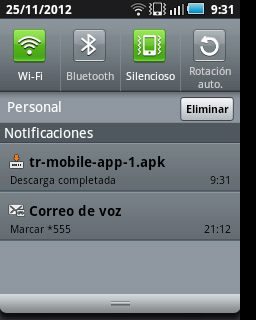 25/11/2012 9:31
Wi-Fi Bluetooth Silencioso Rotación auto.
Personal Eliminar
Notificaciones
tr-mobile-app-1.apk
Descarga completada 9:31
Correo de voz
Marcar *555 21:12